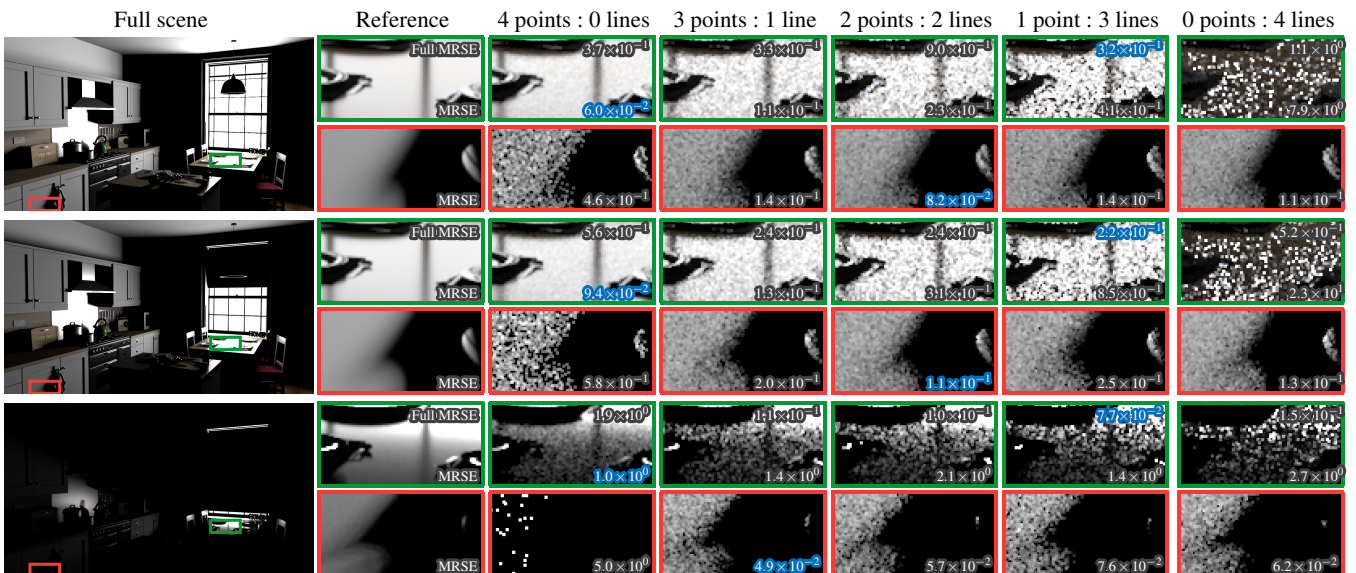 Full scene Reference 4 points : 0 lines 3 points : 1 line 2 points : 2 lines 1 point : 3 lines 0 points : 4 lines
Full MRSE 3.7×10⁻¹ 3.3×10⁻¹ 9.0×10⁻¹ 3.2×10⁻¹ 1.1×10⁰
MRSE 6.0×10⁻² 1.1×10⁻¹ 2.3×10⁻¹ 4.1×10⁻¹ 7.9×10⁰
MRSE 4.6×10⁻¹ 1.4×10⁻¹ 8.2×10⁻² 1.4×10⁻¹ 1.1×10⁻¹
Full MRSE 5.6×10⁻¹ 2.4×10⁻¹ 2.4×10⁻¹ 2.2×10⁻¹ 5.2×10⁻¹
MRSE 9.4×10⁻² 1.3×10⁻¹ 3.1×10⁻¹ 8.5×10⁻¹ 2.3×10¹
MRSE 5.8×10⁻¹ 2.0×10⁻¹ 1.1×10⁻¹ 2.5×10⁻¹ 1.3×10⁻¹
Full MRSE 1.9×10⁰ 1.1×10⁻¹ 1.0×10⁻¹ 7.7×10⁻² 1.5×10⁻¹
MRSE 1.0×10⁰ 1.4×10⁰ 2.1×10⁰ 1.4×10⁰ 2.7×10⁰
MRSE 5.0×10⁰ 4.9×10⁻² 5.7×10⁻² 7.6×10⁻² 6.2×10⁻²